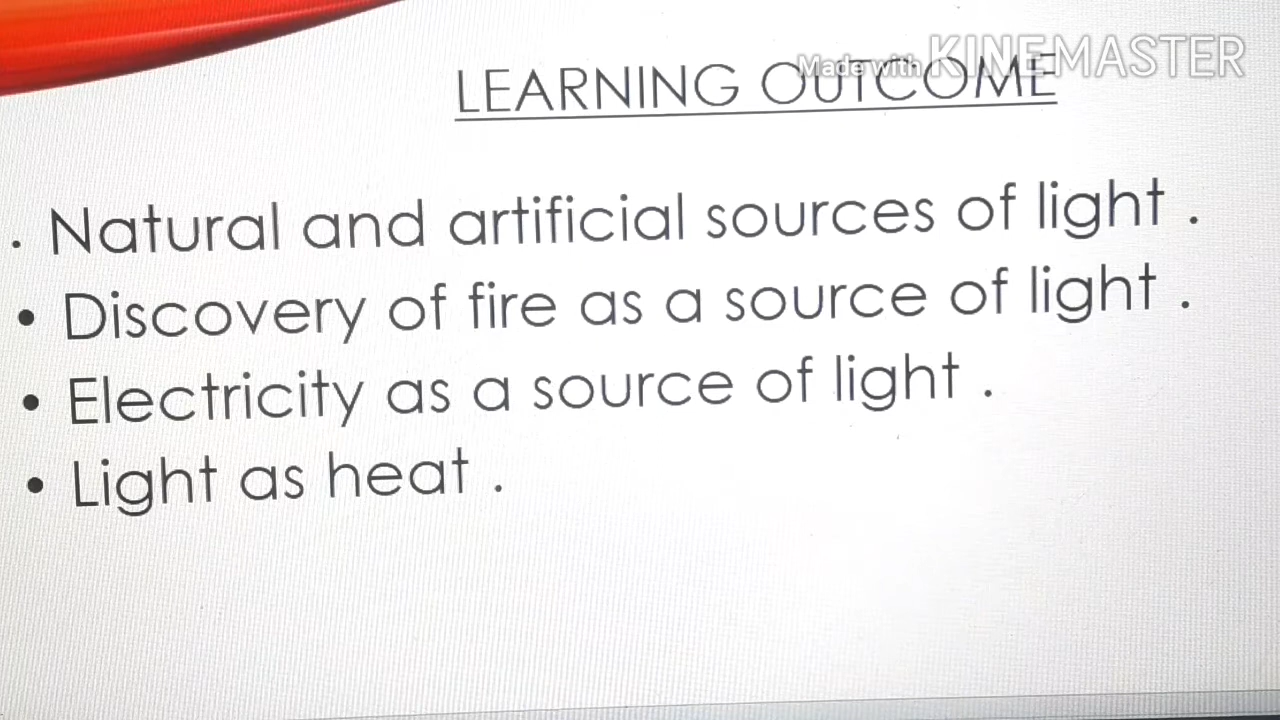 Made with KINEMASTER
LEARNING OUTCOME
. Natural and artificial sources of light .
• Discovery of fire as a source of light .
• Electricity as a source of light .
• Light as heat .